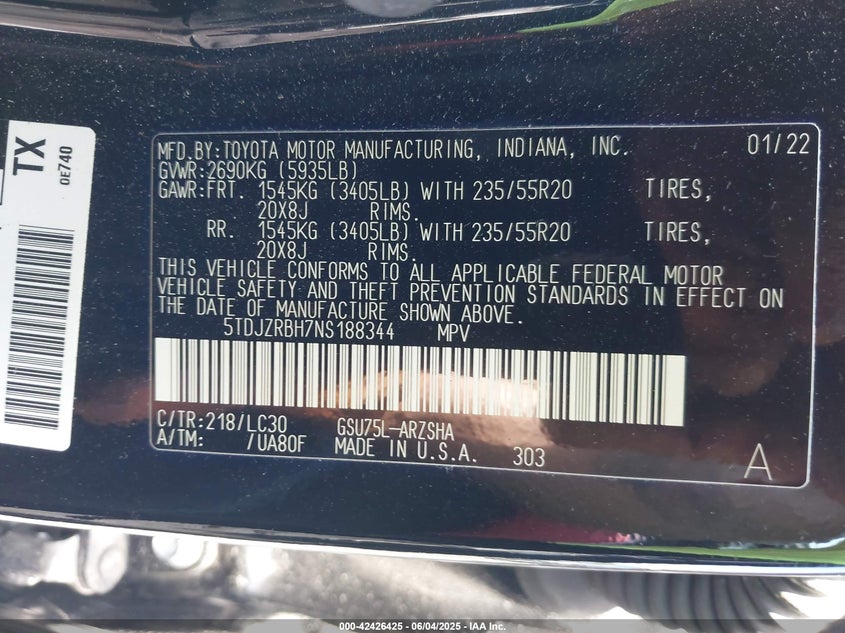 MFD.BY:TOYOTA MOTOR MANUFACTURING, INDIANA, INC. 01/22
GVWR:2690KG (5935LB)
GAWR:FRT. 1545KG (3405LB) WITH 235/55R20 TIRES,
20X8J RIMS.
RR. 1545KG (3405LB) WITH 235/55R20 TIRES,
20X8J RIMS.
THIS VEHICLE CONFORMS TO ALL APPLICABLE FEDERAL MOTOR
VEHICLE SAFETY AND THEFT PREVENTION STANDARDS IN EFFECT ON
THE DATE OF MANUFACTURE SHOWN ABOVE.
5TDJZRBH7NS188344 MPV
C/TR:218/LC30 GSU75L-ARZSHA
A/TM: /UA80F MADE IN U.S.A. 303
A
TX
0E740
000-42426425 - 06/04/2025 - IAA Inc.